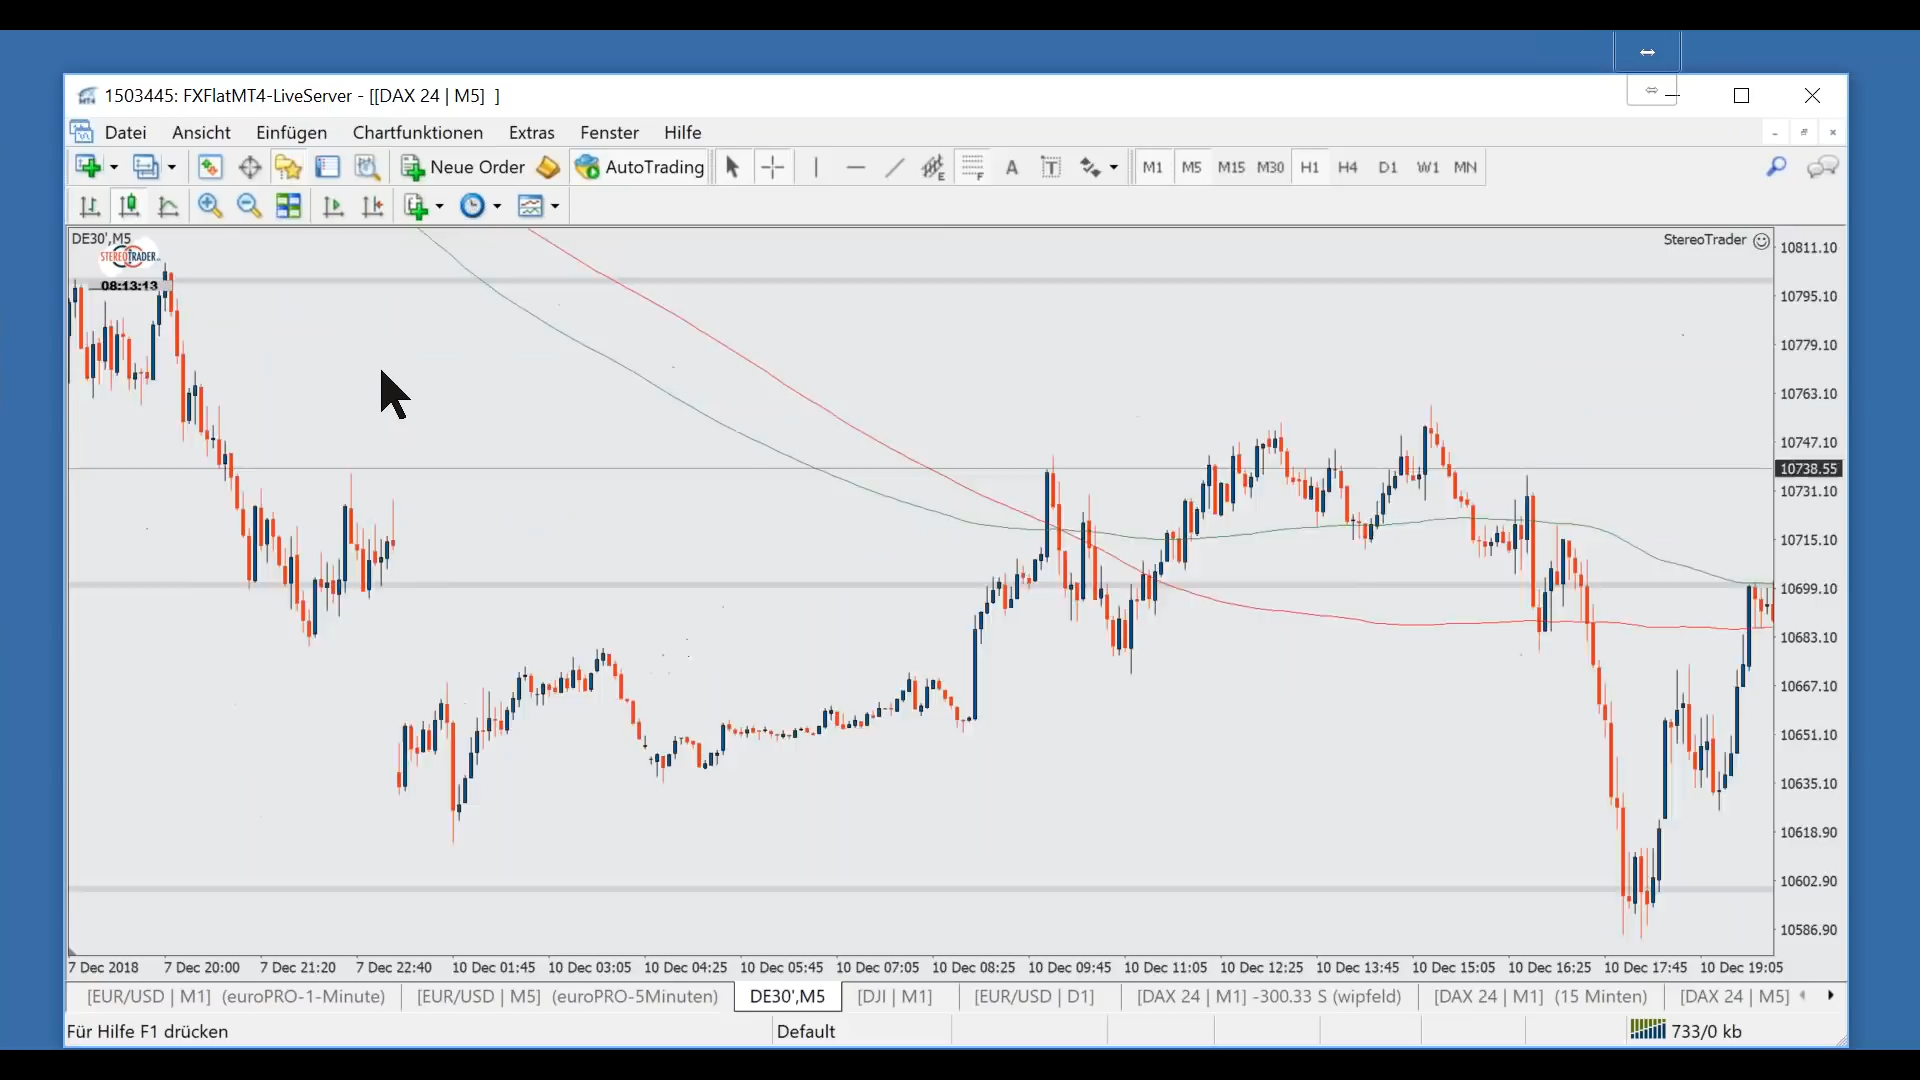 1503445: FXFlatMT4-LiveServer - [[DAX 24 | M5] ]
Datei Ansicht Einfügen Chartfunktionen Extras Fenster Hilfe
Neue Order AutoTrading E F A T M1 M5 M15 M30 H1 H4 D1 W1 MN
DE30',M5
StereoTrader
STEREOTRADER
08:13:13
10811.10
10795.10
10779.10
10763.10
10747.10
10738.55
10731.10
10715.10
10699.10
10683.10
10667.10
10651.10
10635.10
10618.90
10602.90
10586.90
7 Dec 2018 7 Dec 20:00 7 Dec 21:20 7 Dec 22:40 10 Dec 01:45 10 Dec 03:05 10 Dec 04:25 10 Dec 05:45 10 Dec 07:05 10 Dec 08:25 10 Dec 09:45 10 Dec 11:05 10 Dec 12:25 10 Dec 13:45 10 Dec 15:05 10 Dec 16:25 10 Dec 17:45 10 Dec 19:05
[EUR/USD | M1] (euroPRO-1-Minute) [EUR/USD | M5] (euroPRO-5Minuten) DE30',M5 [DJI | M1] [EUR/USD | D1] [DAX 24 | M1] -300.33 S (wipfeld) [DAX 24 | M1] (15 Minten) [DAX 24 | M5]
Für Hilfe F1 drücken Default 733/0 kb